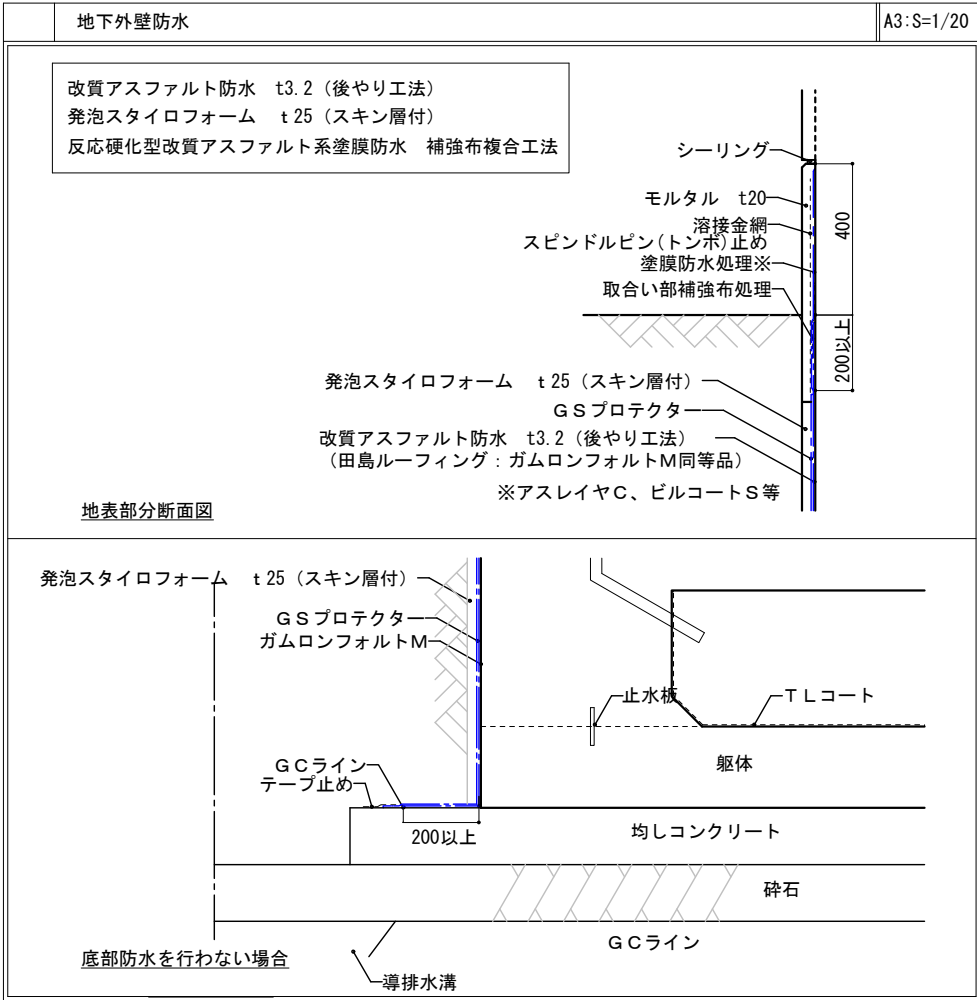 地下外壁防水
A3:S=1/20
改質アスファルト防水　t3.2（後やり工法）
発泡スタイロフォーム　ｔ25（スキン層付）
反応硬化型改質アスファルト系塗膜防水　補強布複合工法
シーリング
モルタル　t20
溶接金網
スピンドルピン(トンボ)止め
塗膜防水処理※
取合い部補強布処理
400
200以上
発泡スタイロフォーム　ｔ25（スキン層付）
ＧＳプロテクター
改質アスファルト防水　t3.2（後やり工法）
（田島ルーフィング：ガムロンフォルトＭ同等品）
※アスレイヤＣ、ビルコートＳ等
地表部分断面図
発泡スタイロフォーム　ｔ25（スキン層付）
ＧＳプロテクター
ガムロンフォルトＭ
止水板
ＴＬコート
躯体
ＧＣライン
テープ止め
200以上
均しコンクリート
砕石
ＧＣライン
底部防水を行わない場合
導排水溝